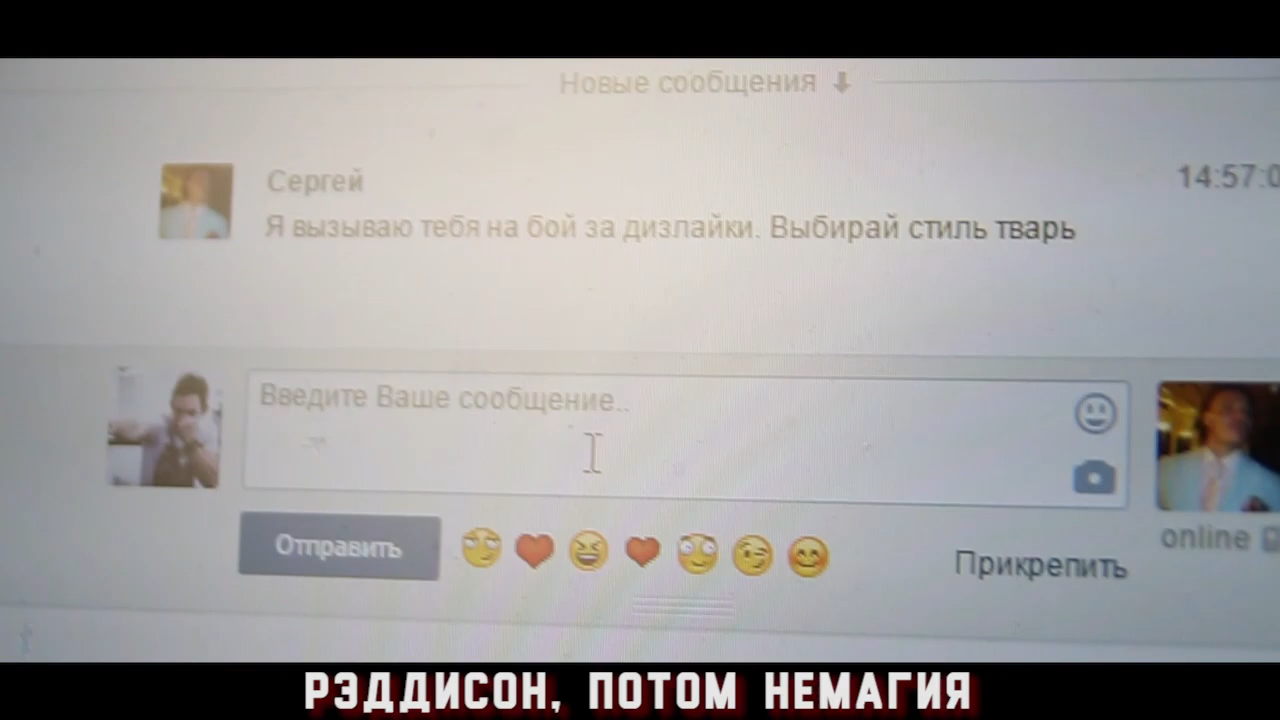 Новые сообщения
Сергей
14:57:0
Я вызываю тебя на бой за дизлайки. Выбирай стиль тварь
Введите Ваше сообщение..
Отправить
Прикрепить
online
РЭДДИСОН, ПОТОМ НЕМАГИЯ